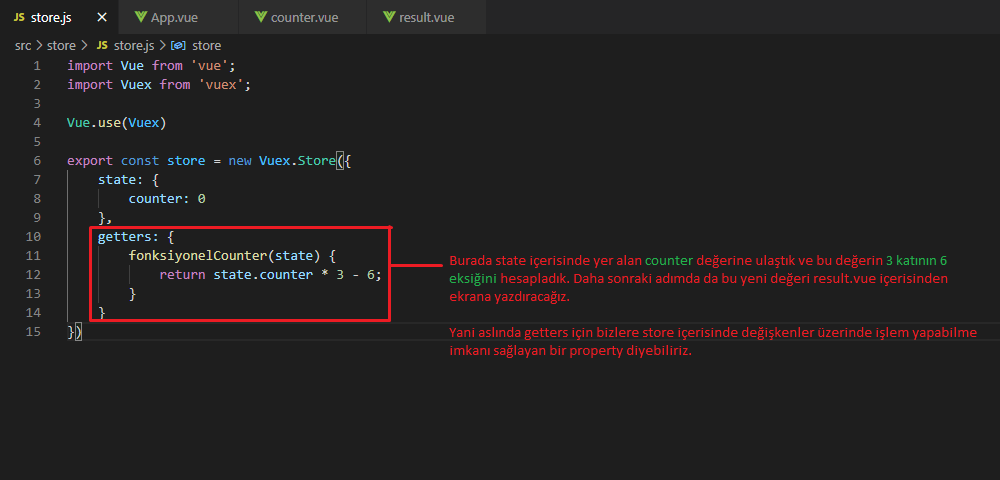 JS store.js × App.vue counter.vue result.vue
src > store > JS store.js > store
1 import Vue from 'vue';
2 import Vuex from 'vuex';
3
4 Vue.use(Vuex)
5
6 export const store = new Vuex.Store({
7 state: {
8 counter: 0
9 },
10 getters: {
11 fonksiyonelCounter(state) {
12 return state.counter * 3 - 6;
13 }
14 }
15 })
Burada state içerisinde yer alan counter değerine ulaştık ve bu değerin 3 katının 6
eksiğini hesapladık. Daha sonraki adımda da bu yeni değeri result.vue içerisinden
ekrana yazdıracağız.
Yani aslında getters için bizlere store içerisinde değişkenler üzerinde işlem yapabilme
imkanı sağlayan bir property diyebiliriz.